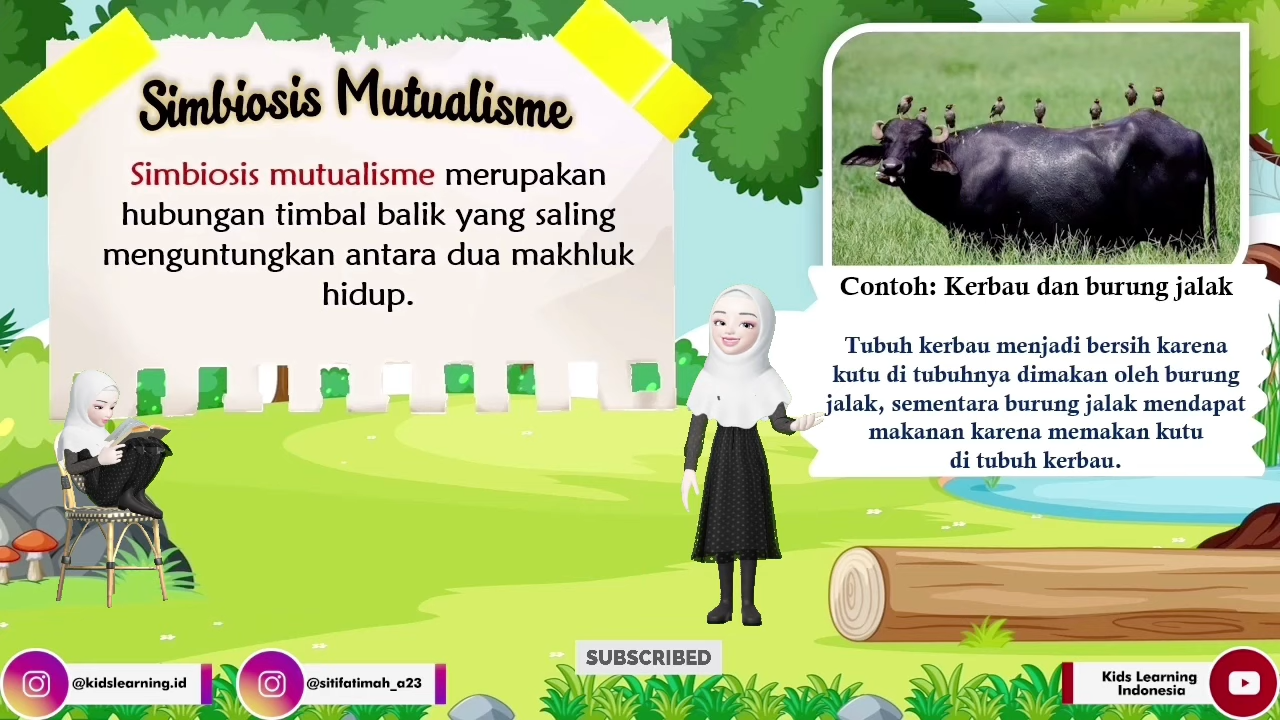 Simbiosis Mutualisme
Simbiosis mutualisme merupakan
hubungan timbal balik yang saling
menguntungkan antara dua makhluk
hidup.
Contoh: Kerbau dan burung jalak
Tubuh kerbau menjadi bersih karena
kutu di tubuhnya dimakan oleh burung
jalak, sementara burung jalak mendapat
makanan karena memakan kutu
di tubuh kerbau.
SUBSCRIBED
@kidslearning.id
@sitifatimah_a23
Kids Learning
Indonesia